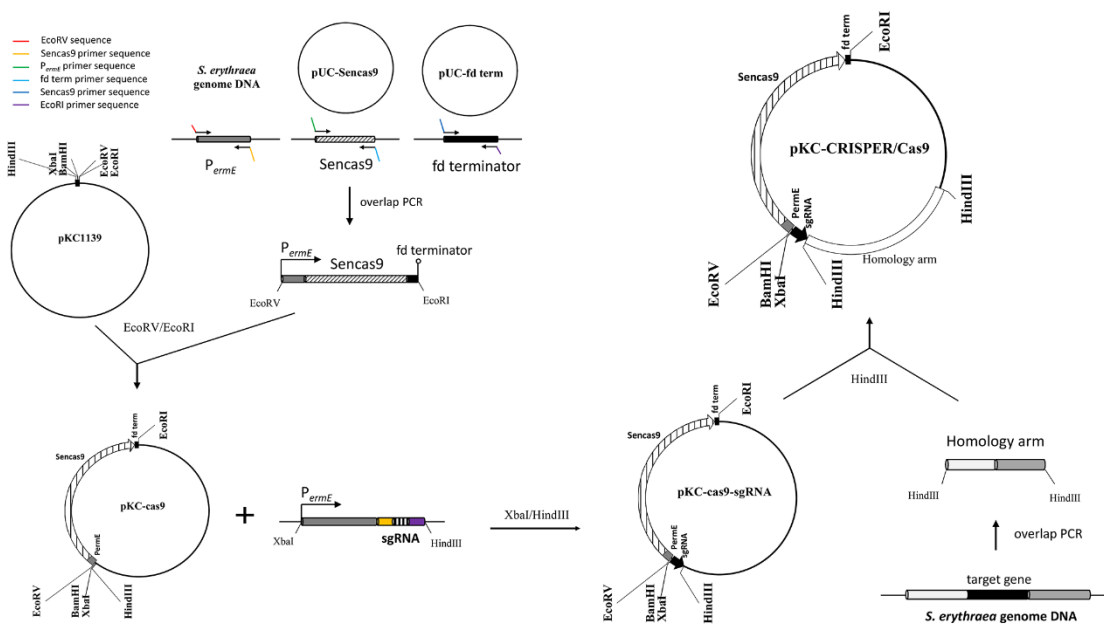 EcoRV sequence
Sencas9 primer sequence
PermE primer sequence
fd term primer sequence
Sencas9 primer sequence
EcoRI primer sequence
S. erythraea
genome DNA
pUC-Sencas9
pUC-fd term
PermE
Sencas9
fd terminator
HindIII
XbaI
BamHI
EcoRV
EcoRI
pKC1139
overlap PCR
PermE
Sencas9
fd terminator
EcoRV
EcoRI
EcoRV/EcoRI
fd term
EcoRI
Sencas9
pKC-cas9
PermE
EcoRV
BamHI
XbaI
HindIII
+
PermE
XbaI
sgRNA
HindIII
XbaI/HindIII
fd term
EcoRI
Sencas9
pKC-cas9-sgRNA
PermE
sgRNA
EcoRV
BamHI
XbaI
HindIII
Homology arm
HindIII
HindIII
overlap PCR
target gene
S. erythraea genome DNA
HindIII
fd term
EcoRI
Sencas9
pKC-CRISPER/Cas9
HindIII
PermE
sgRNA
Homology arm
EcoRV
BamHI
XbaI
HindIII